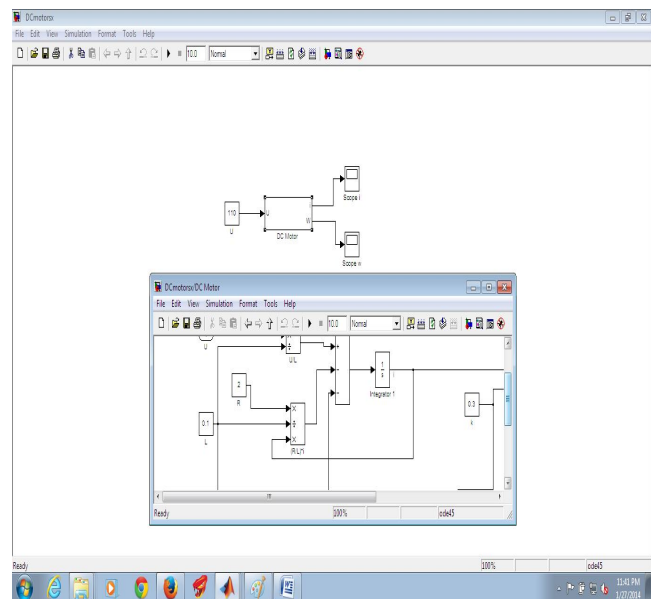 DCmotorsx
File Edit View Simulation Format Tools Help
10.0 Normal
110
U
U
W
DC Motor
Scope i
Scope w
DCmotorsx/DC Motor
File Edit View Simulation Format Tools Help
10.0 Normal
U
U/L
2
R
0.1
L
(R/L)*i
1
s
Integrator 1
i
0.3
k
Ready 100% ode45
Ready 100% ode45
11:41 PM
1/27/2014